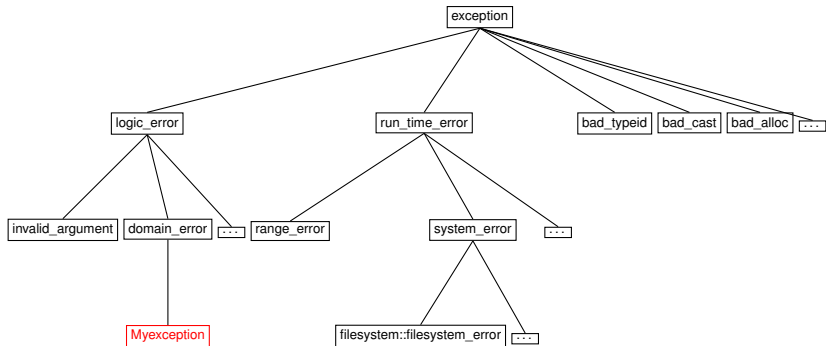 exception
logic_error
run_time_error
bad_typeid
bad_cast
bad_alloc
...
invalid_argument
domain_error
...
range_error
system_error
...
Myexception
filesystem::filesystem_error
...